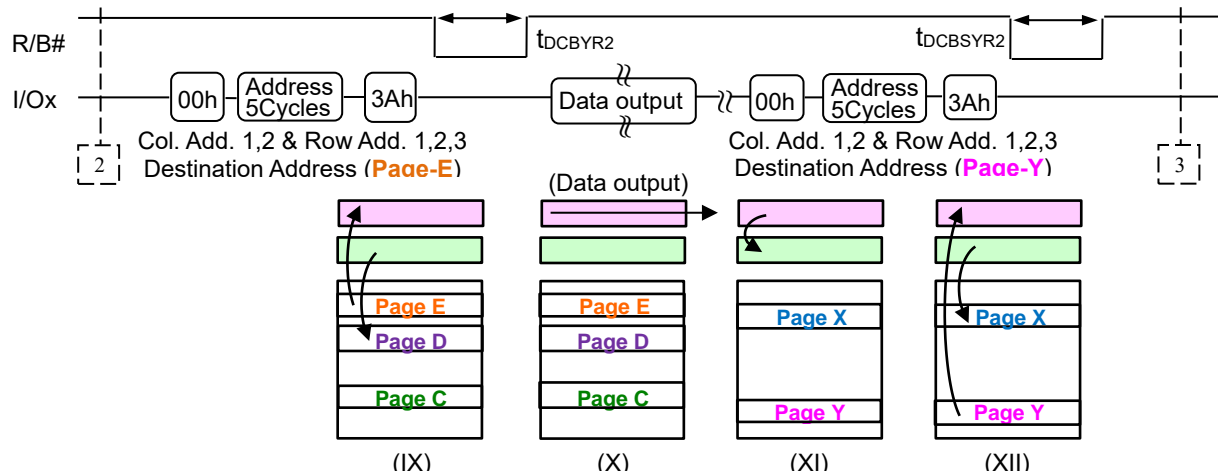 R/B#
tDCBYR2
tDCBSYR2
I/Ox
00h
Address
5Cycles
3Ah
Data output
00h
Address
5Cycles
3Ah
Col. Add. 1,2 & Row Add. 1,2,3
Destination Address (Page-E)
Col. Add. 1,2 & Row Add. 1,2,3
Destination Address (Page-Y)
2
3
(Data output)
Page E
Page D
Page C
Page E
Page D
Page C
Page X
Page Y
Page X
Page Y
(IX)
(X)
(XI)
(XII)